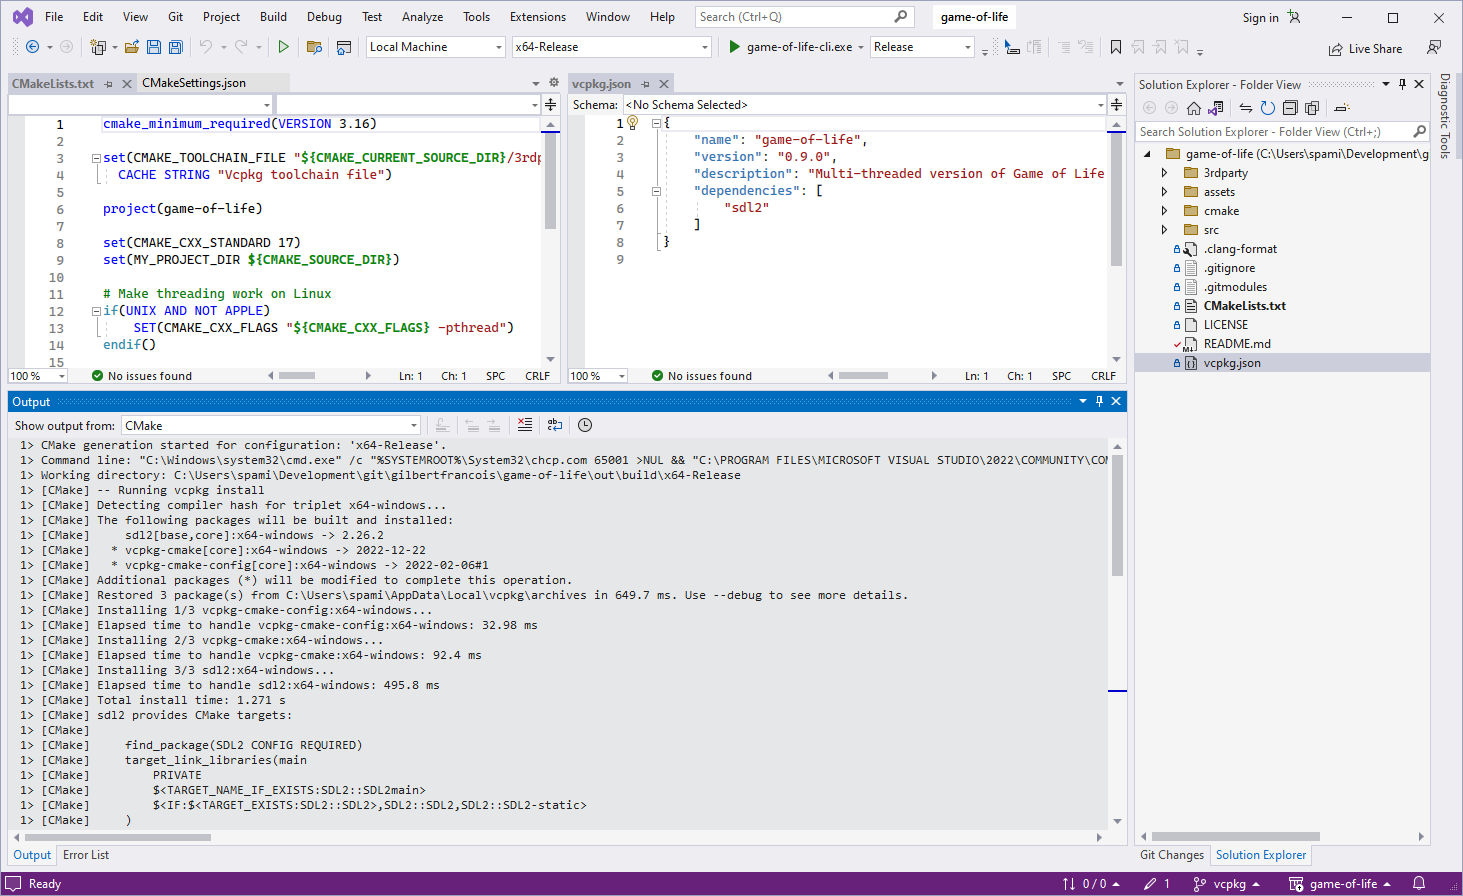 File Edit View Git Project Build Debug Test Analyze Tools Extensions Window Help Search (Ctrl+Q) game-of-life Sign in
Local Machine x64-Release game-of-life-cli.exe Release Live Share
CMakeLists.txt CMakeSettings.json
1 cmake_minimum_required(VERSION 3.16)
2
3 set(CMAKE_TOOLCHAIN_FILE "${CMAKE_CURRENT_SOURCE_DIR}/3rdp
4 CACHE STRING "Vcpkg toolchain file")
5
6 project(game-of-life)
7
8 set(CMAKE_CXX_STANDARD 17)
9 set(MY_PROJECT_DIR ${CMAKE_SOURCE_DIR})
10
11 # Make threading work on Linux
12 if(UNIX AND NOT APPLE)
13 SET(CMAKE_CXX_FLAGS "${CMAKE_CXX_FLAGS} -pthread")
14 endif()
15
100 % No issues found Ln: 1 Ch: 1 SPC CRLF
vcpkg.json
Schema: <No Schema Selected>
1 {
2 "name": "game-of-life",
3 "version": "0.9.0",
4 "description": "Multi-threaded version of Game of Life
5 "dependencies": [
6 "sdl2"
7 ]
8 }
9
100 % No issues found Ln: 1 Ch: 1 SPC CRLF
Output
Show output from: CMake
1> CMake generation started for configuration: 'x64-Release'.
1> Command line: "C:\Windows\system32\cmd.exe" /c "%SYSTEMROOT%\System32\chcp.com 65001 >NUL && "C:\PROGRAM FILES\MICROSOFT VISUAL STUDIO\2022\COMMUNITY\COM
1> Working directory: C:\Users\spami\Development\git\gilbertfrancois\game-of-life\out\build\x64-Release
1> [CMake] -- Running vcpkg install
1> [CMake] Detecting compiler hash for triplet x64-windows...
1> [CMake] The following packages will be built and installed:
1> [CMake] sdl2[base,core]:x64-windows -> 2.26.2
1> [CMake] * vcpkg-cmake[core]:x64-windows -> 2022-12-22
1> [CMake] * vcpkg-cmake-config[core]:x64-windows -> 2022-02-06#1
1> [CMake] Additional packages (*) will be modified to complete this operation.
1> [CMake] Restored 3 package(s) from C:\Users\spami\AppData\Local\vcpkg\archives in 649.7 ms. Use --debug to see more details.
1> [CMake] Installing 1/3 vcpkg-cmake-config:x64-windows...
1> [CMake] Elapsed time to handle vcpkg-cmake-config:x64-windows: 32.98 ms
1> [CMake] Installing 2/3 vcpkg-cmake:x64-windows...
1> [CMake] Elapsed time to handle vcpkg-cmake:x64-windows: 92.4 ms
1> [CMake] Installing 3/3 sdl2:x64-windows...
1> [CMake] Elapsed time to handle sdl2:x64-windows: 495.8 ms
1> [CMake] Total install time: 1.271 s
1> [CMake] sdl2 provides CMake targets:
1> [CMake]
1> [CMake] find_package(SDL2 CONFIG REQUIRED)
1> [CMake] target_link_libraries(main
1> [CMake] PRIVATE
1> [CMake] $<TARGET_NAME_IF_EXISTS:SDL2::SDL2main>
1> [CMake] $<IF:$<TARGET_EXISTS:SDL2::SDL2>,SDL2::SDL2,SDL2::SDL2-static>
1> [CMake] )
Output Error List
Solution Explorer - Folder View
Search Solution Explorer - Folder View (Ctrl+;)
game-of-life (C:\Users\spami\Development\g
3rdparty
assets
cmake
src
.clang-format
.gitignore
.gitmodules
CMakeLists.txt
LICENSE
README.md
vcpkg.json
Git Changes Solution Explorer
Diagnostic Tools
Ready 0 / 0 1 vcpkg game-of-life